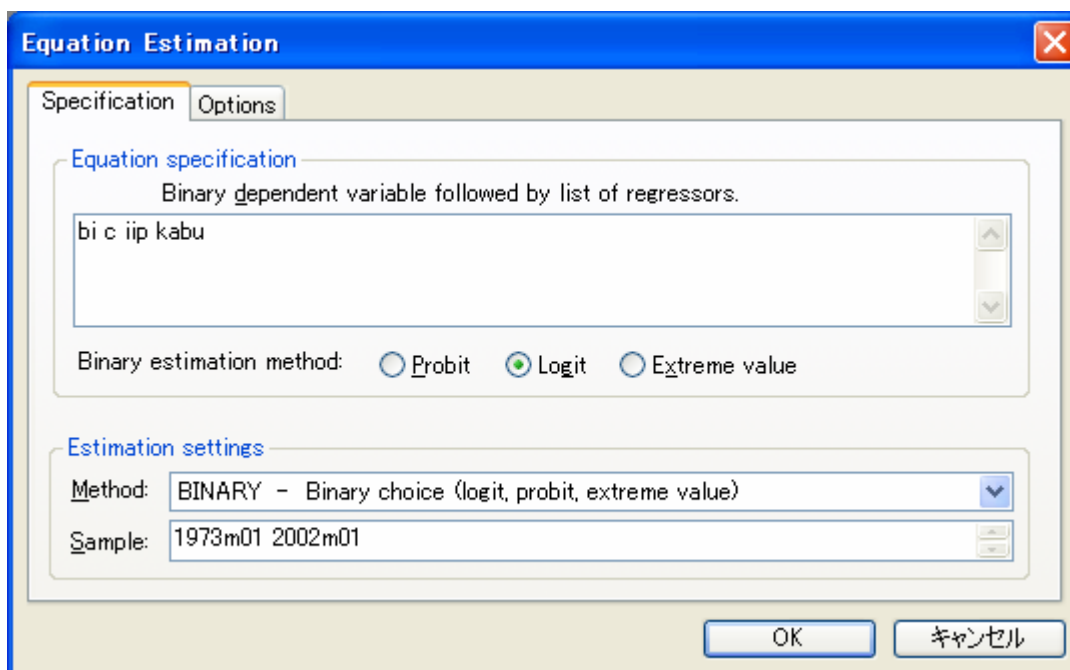 Equation Estimation
Specification Options
Equation specification
Binary dependent variable followed by list of regressors.
bi c iip kabu
Binary estimation method: Probit Logit Extreme value
Estimation settings
Method: BINARY - Binary choice (logit, probit, extreme value)
Sample: 1973m01 2002m01
OK キャンセル